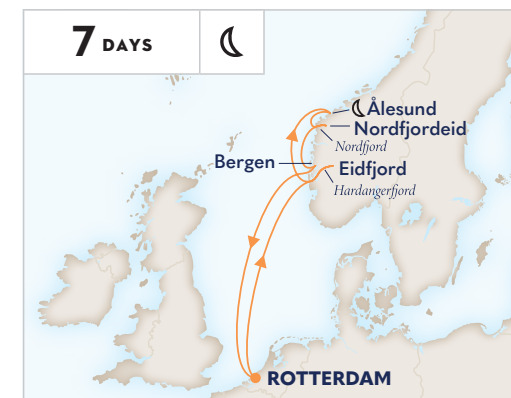 7 DAYS
Ålesund
Nordfjordeid
Nordfjord
Bergen
Eidfjord
Hardangerfjord
ROTTERDAM